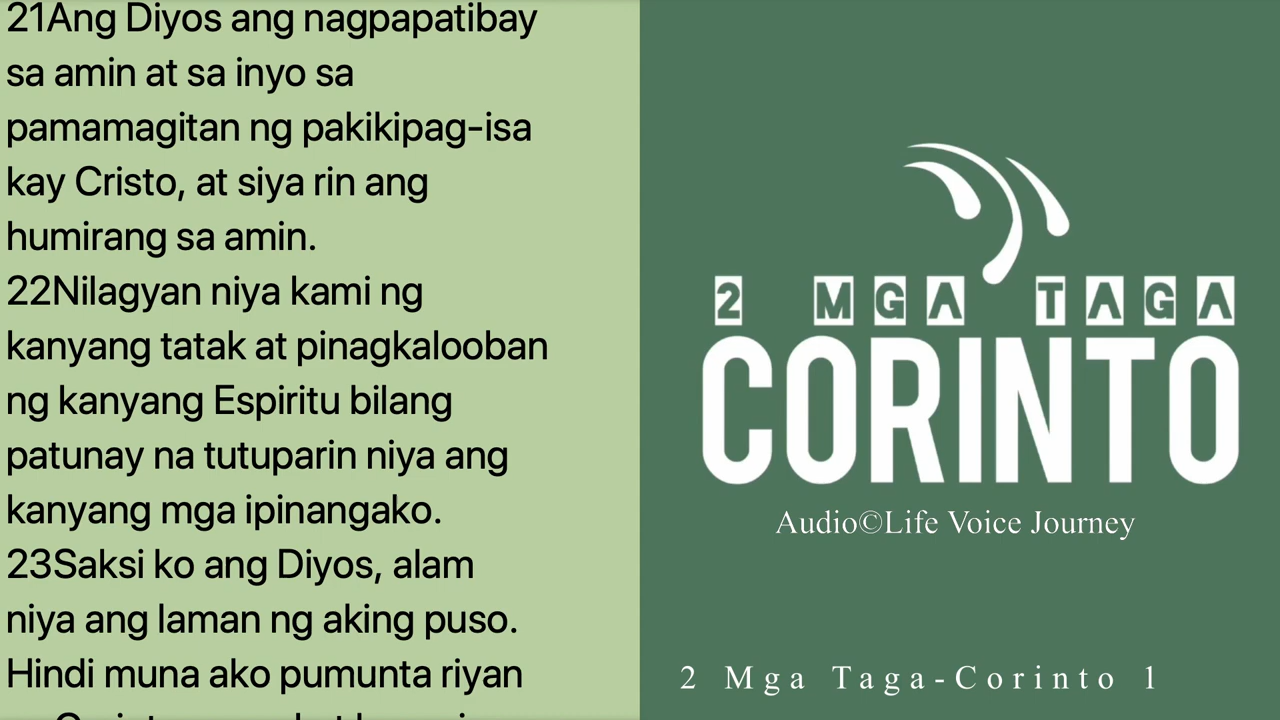 21Ang Diyos ang nagpapatibay
sa amin at sa inyo sa
pamamagitan ng pakikipag-isa
kay Cristo, at siya rin ang
humirang sa amin.
22Nilagyan niya kami ng
kanyang tatak at pinagkalooban
ng kanyang Espiritu bilang
patunay na tutuparin niya ang
kanyang mga ipinangako.
23Saksi ko ang Diyos, alam
niya ang laman ng aking puso.
Hindi muna ako pumunta riyan
2 MGA TAGA
CORINTO
Audio©Life Voice Journey
2 Mga Taga-Corinto 1